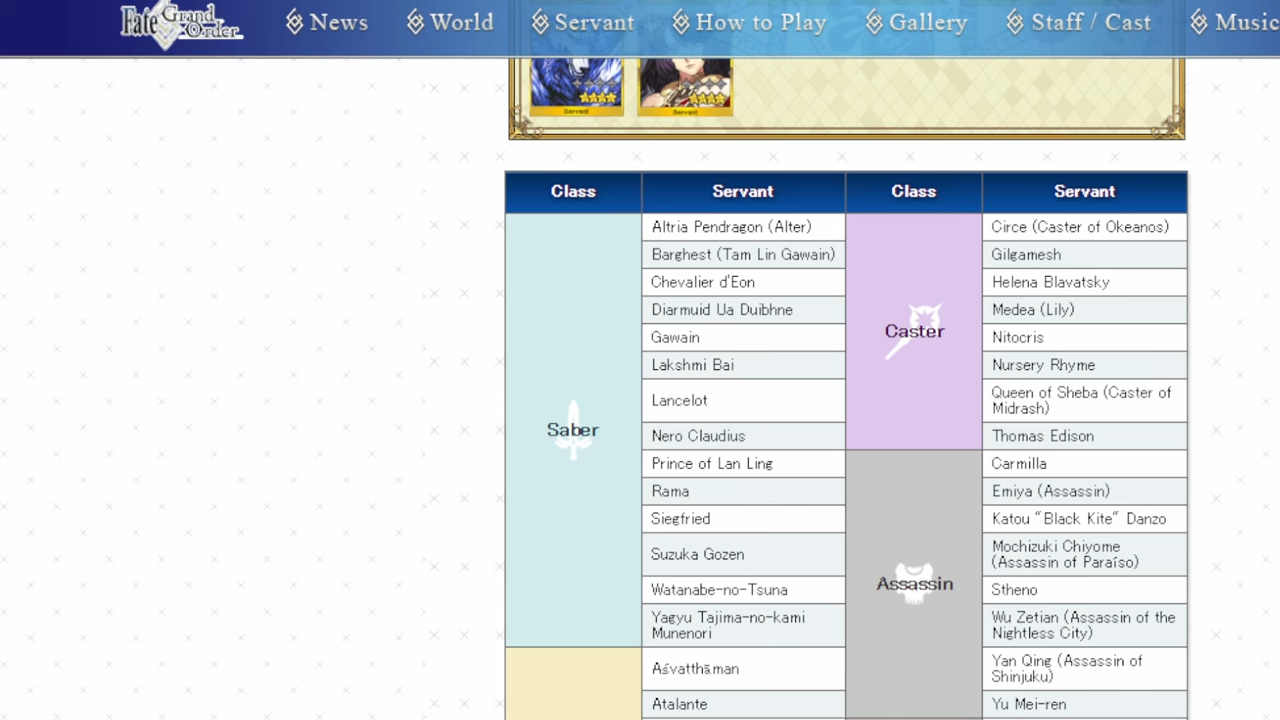 Fate Grand Order
News
World
Servant
How to Play
Gallery
Staff / Cast
Music
Servant
Servant
Class
Servant
Class
Servant
Saber
Altria Pendragon (Alter)
Barghest (Tam Lin Gawain)
Chevalier d'Eon
Diarmuid Ua Duibhne
Gawain
Lakshmi Bai
Lancelot
Nero Claudius
Prince of Lan Ling
Rama
Siegfried
Suzuka Gozen
Watanabe-no-Tsuna
Yagyu Tajima-no-kami
Munenori
Aśvatthāman
Atalante
Caster
Circe (Caster of Okeanos)
Gilgamesh
Helena Blavatsky
Medea (Lily)
Nitocris
Nursery Rhyme
Queen of Sheba (Caster of
Midrash)
Thomas Edison
Assassin
Carmilla
Emiya (Assassin)
Katou "Black Kite" Danzo
Mochizuki Chiyome
(Assassin of Paraíso)
Stheno
Wu Zetian (Assassin of the
Nightless City)
Yan Qing (Assassin of
Shinjuku)
Yu Mei-ren